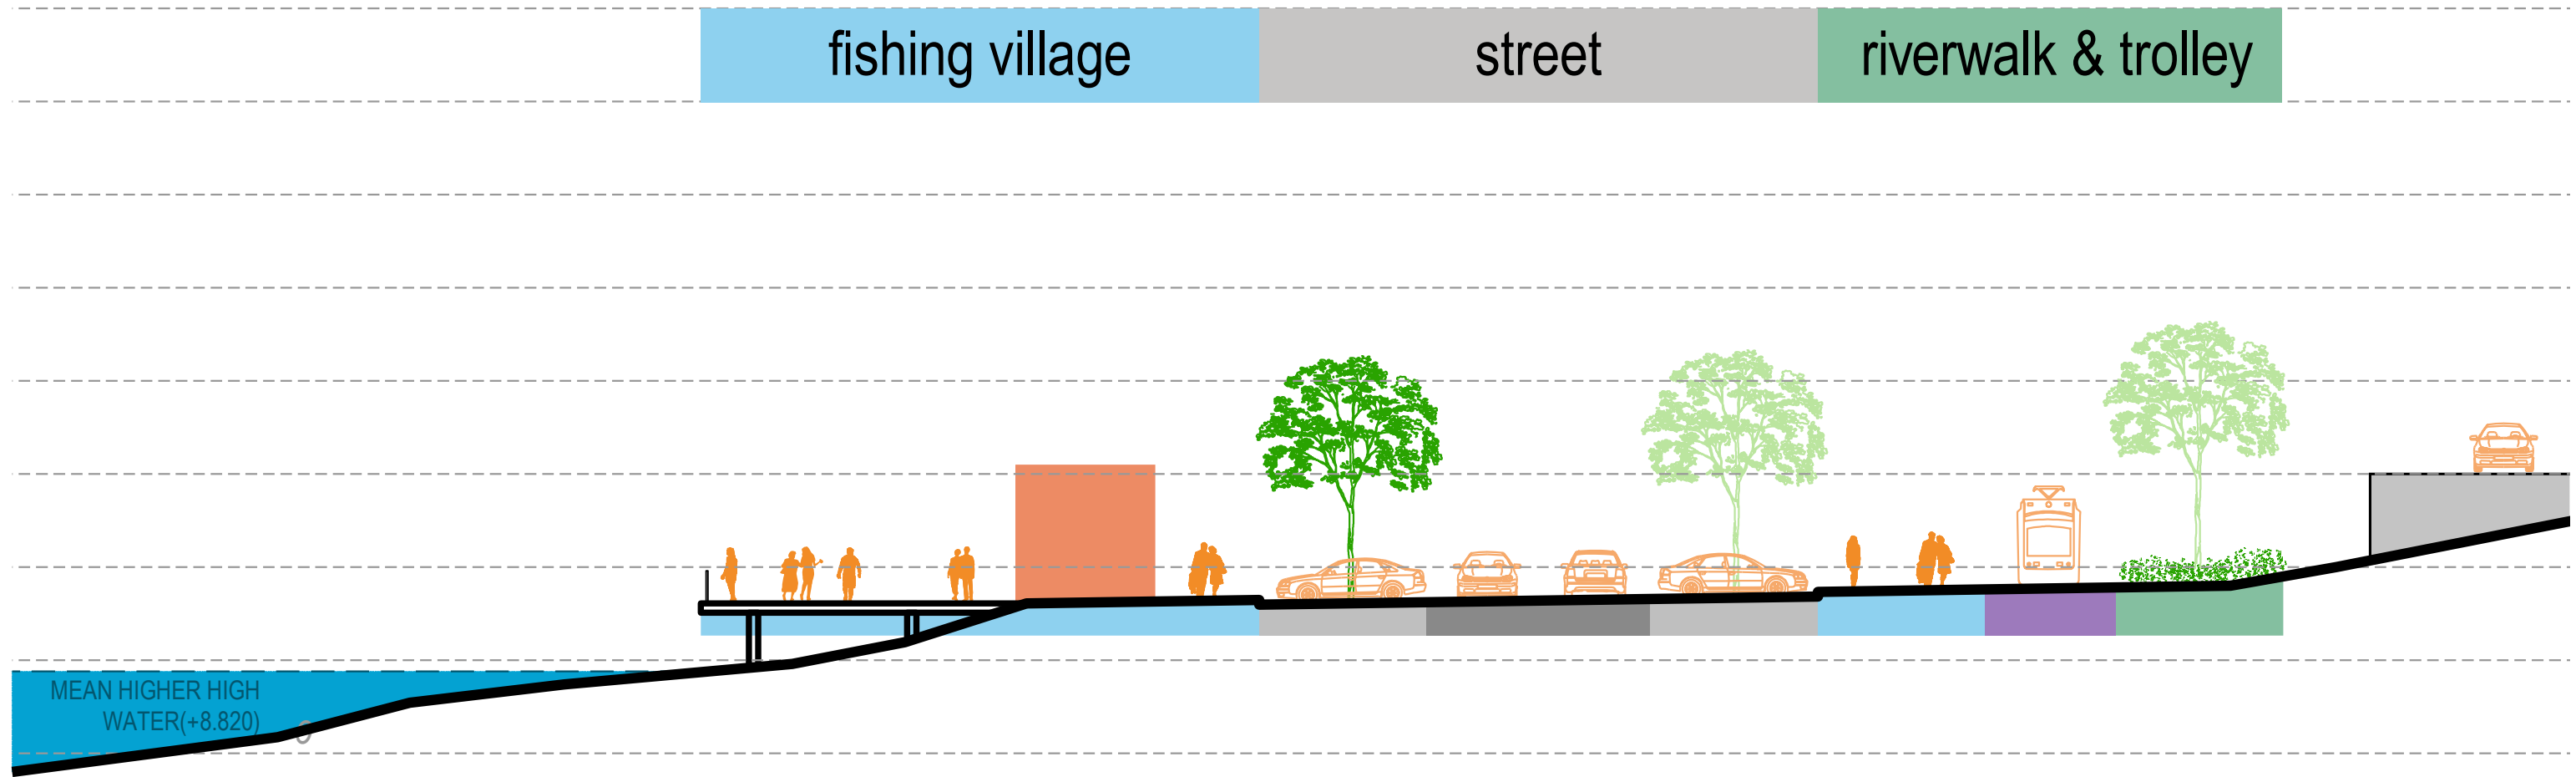 fishing village
street
riverwalk & trolley
MEAN HIGHER HIGH
WATER(+8.820)